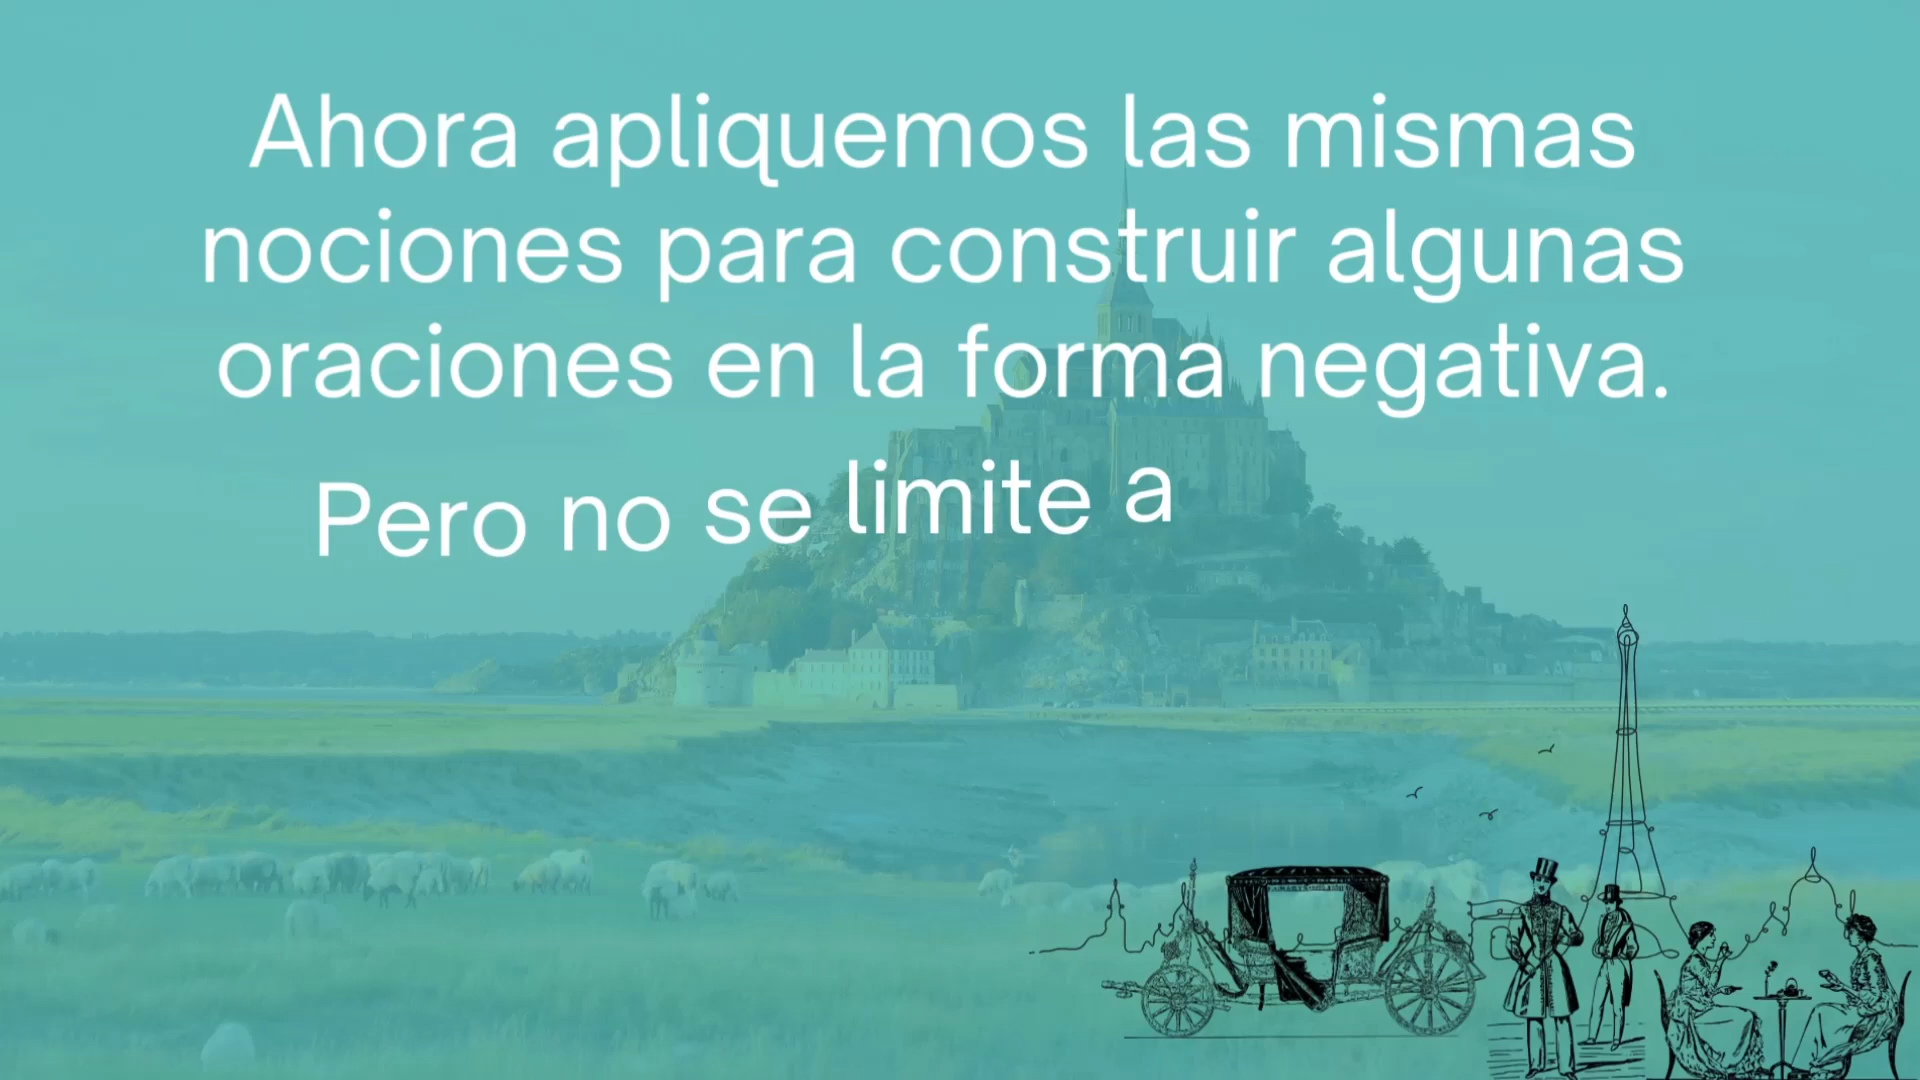 Ahora apliquemos las mismas
nociones para construir algunas
oraciones en la forma negativa.
Pero no se limite a